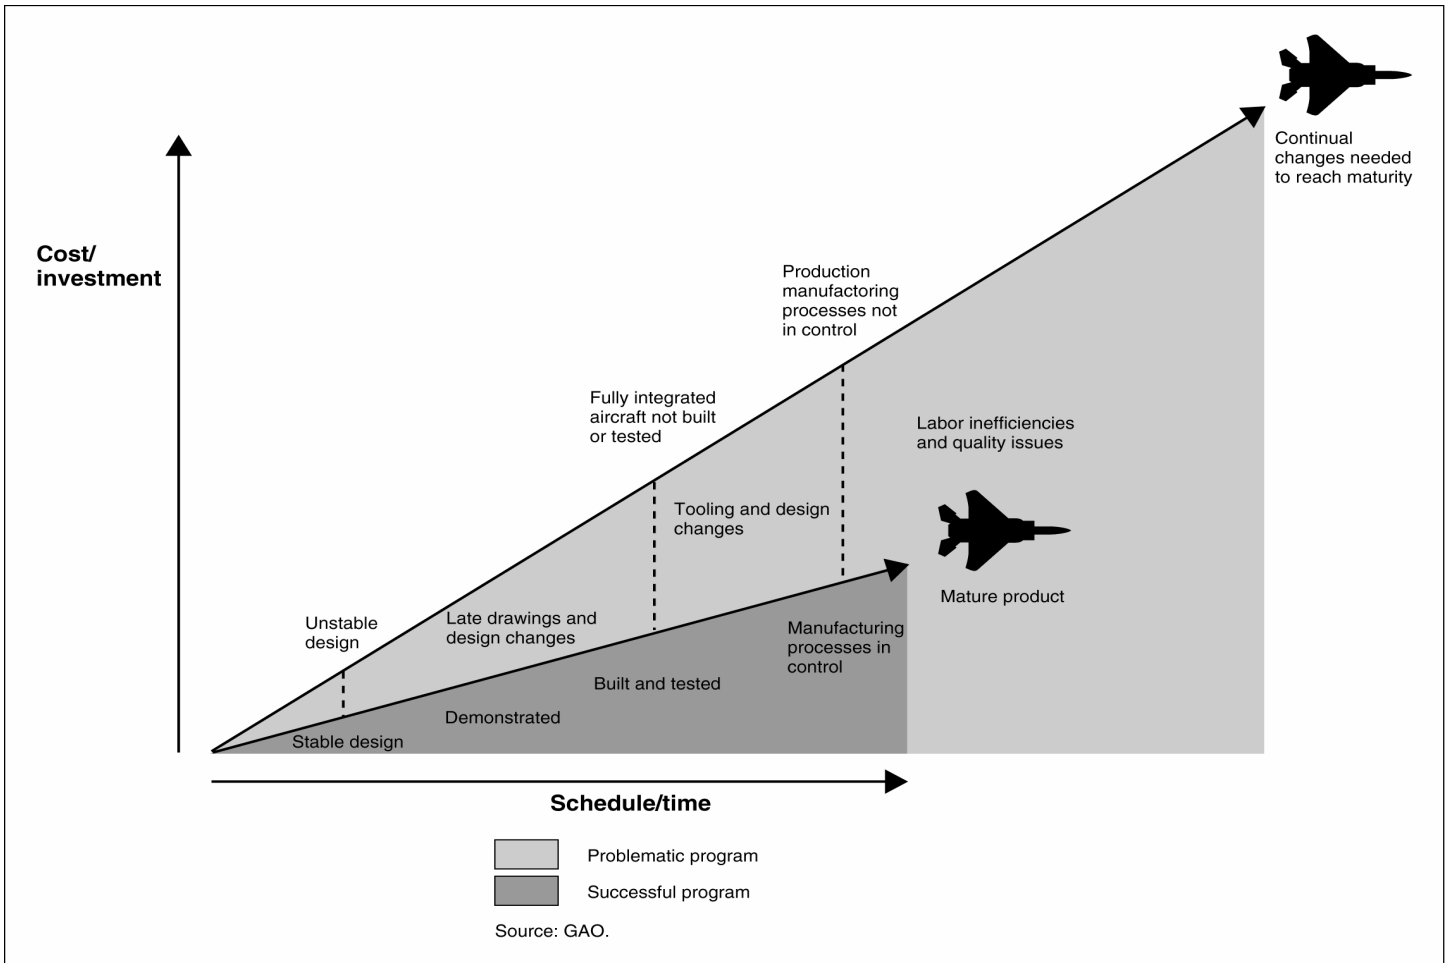 Continual
changes needed
to reach maturity
Cost/
investment
Production
manufactoring
processes not
in control
Fully integrated
aircraft not built
or tested
Labor inefficiencies
and quality issues
Tooling and design
changes
Mature product
Unstable
design
Late drawings and
design changes
Manufacturing
processes in
control
Built and tested
Demonstrated
Stable design
Schedule/time
Problematic program
Successful program
Source: GAO.